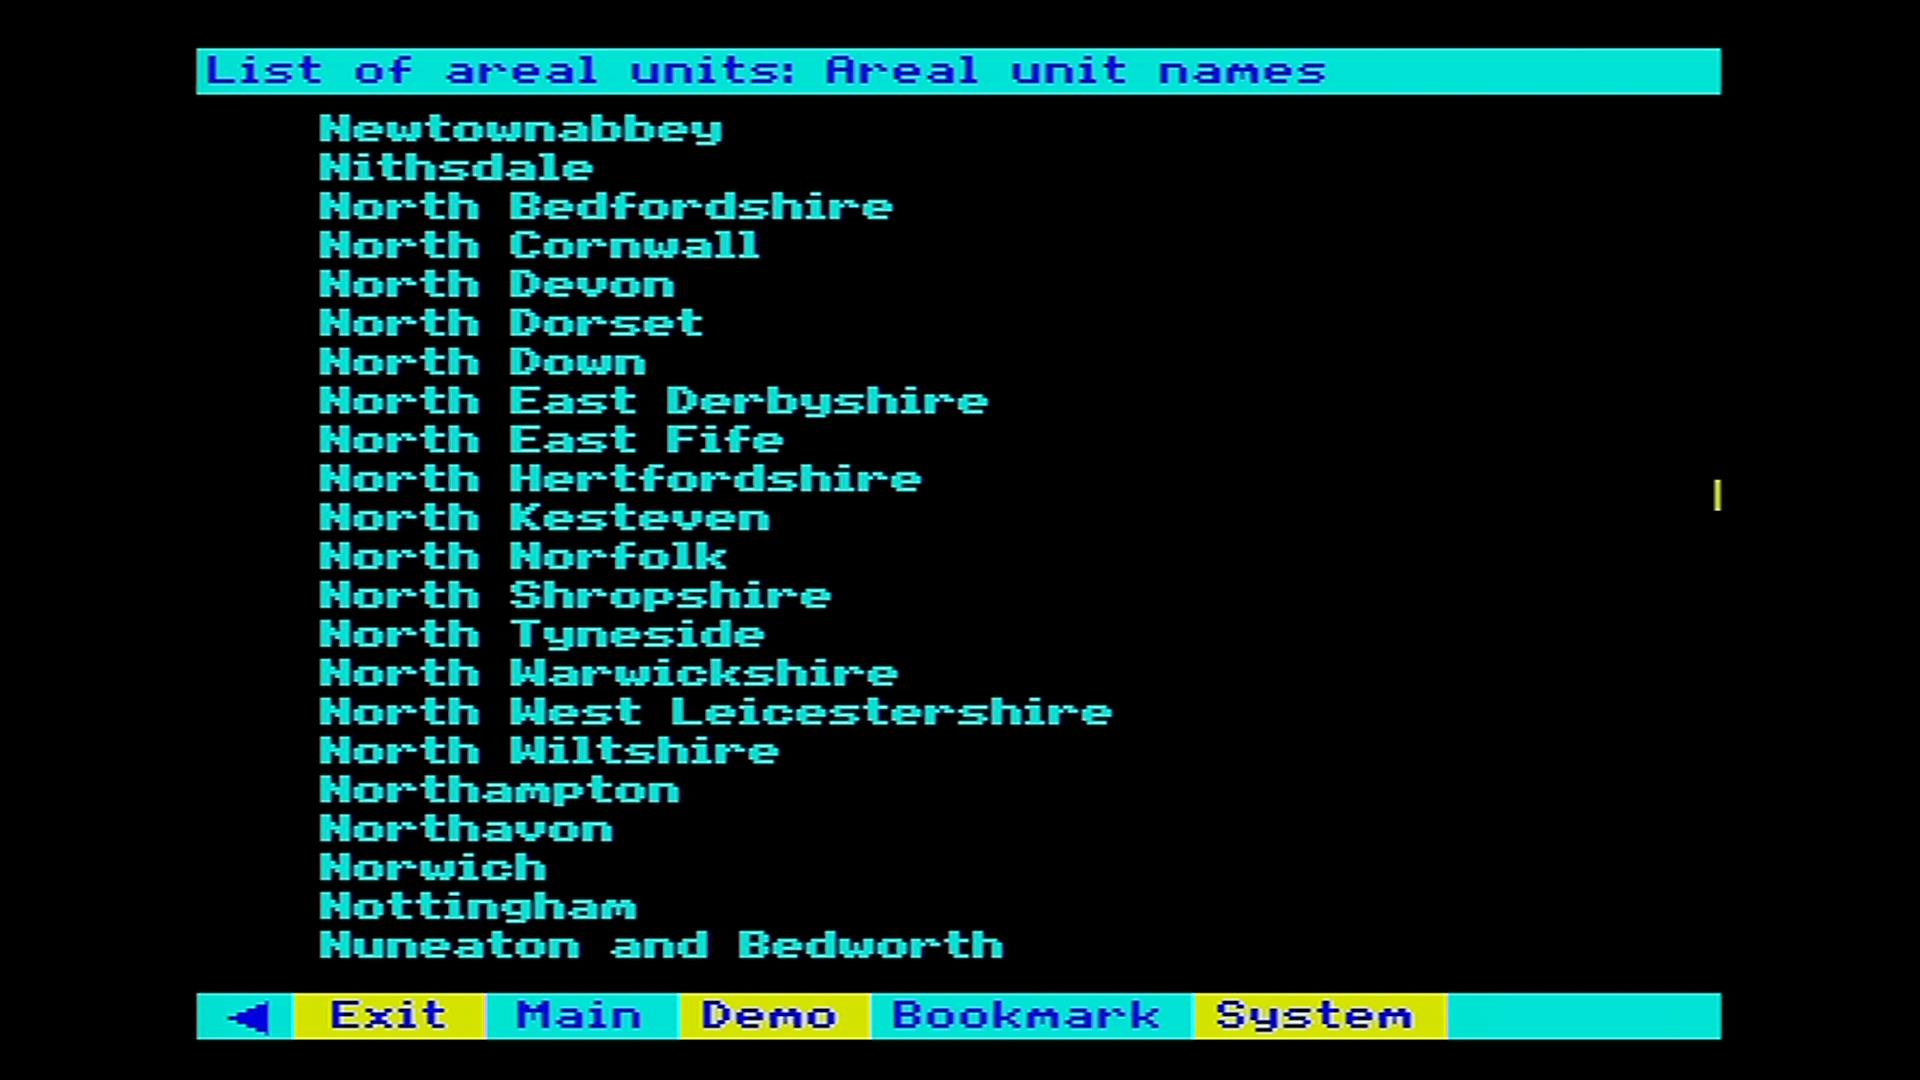 List of areal units: Areal unit names
Newtownabbey
Nithsdale
North Bedfordshire
North Cornwall
North Devon
North Dorset
North Down
North East Derbyshire
North East Fife
North Hertfordshire
North Kesteven
North Norfolk
North Shropshire
North Tyneside
North Warwickshire
North West Leicestershire
North Wiltshire
Northampton
Northavon
Norwich
Nottingham
Nuneaton and Bedworth
Exit Main Demo Bookmark System